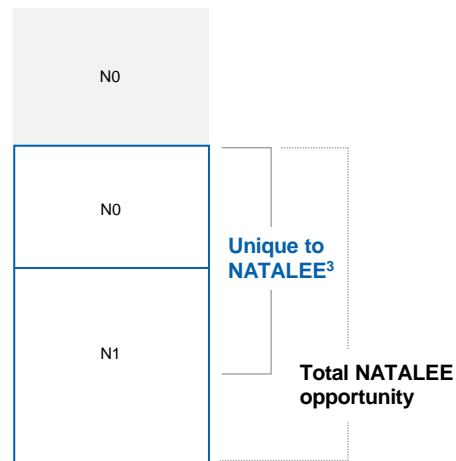 N0
N0
Unique to
NATALEE³
N1
Total NATALEE
opportunity